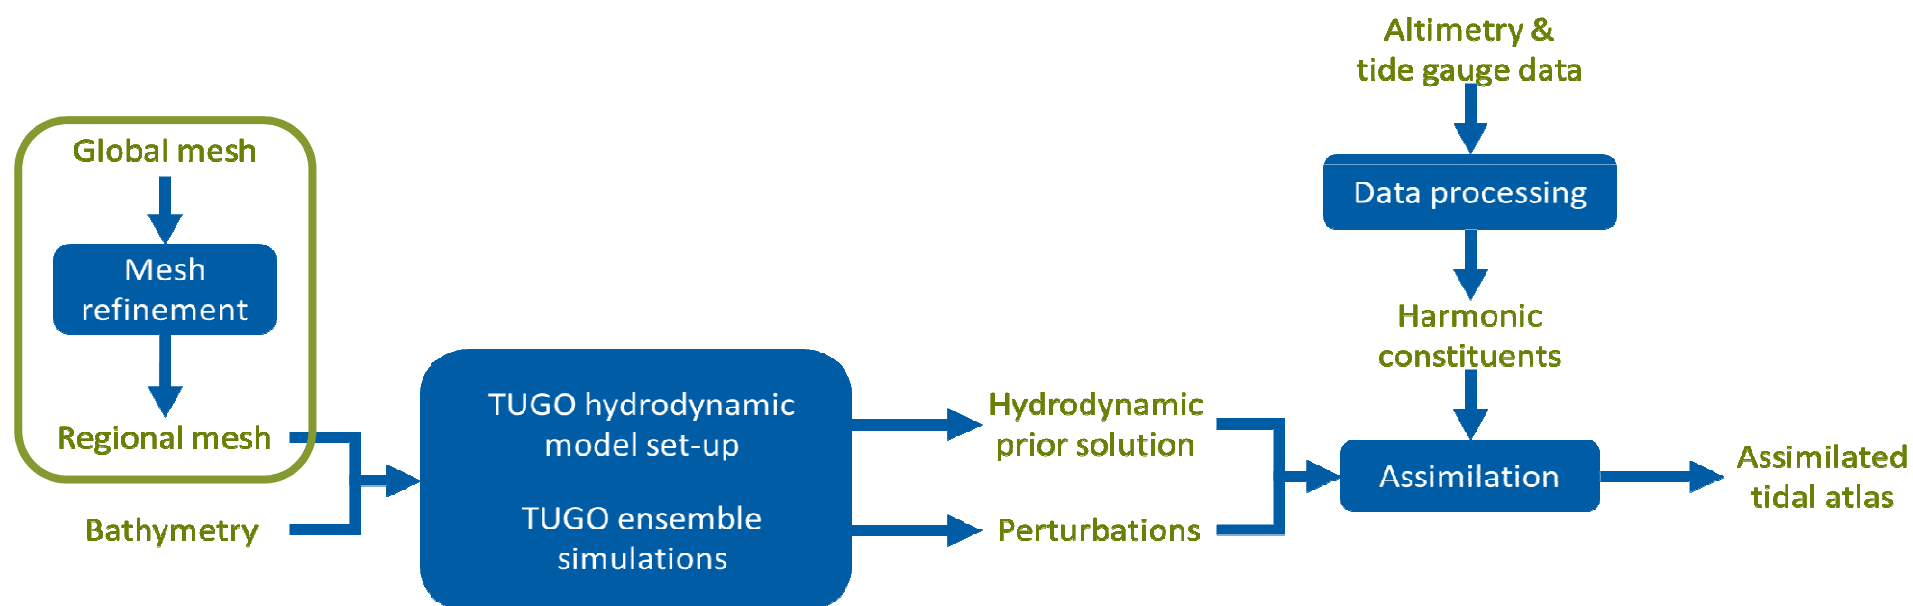 Altimetry &
tide gauge data
Global mesh
Data processing
Mesh
refinement
Harmonic
constituents
Regional mesh
TUGO hydrodynamic
model set-up
Hydrodynamic
prior solution
Assimilation
Assimilated
tidal atlas
Bathymetry
TUGO ensemble
simulations
Perturbations